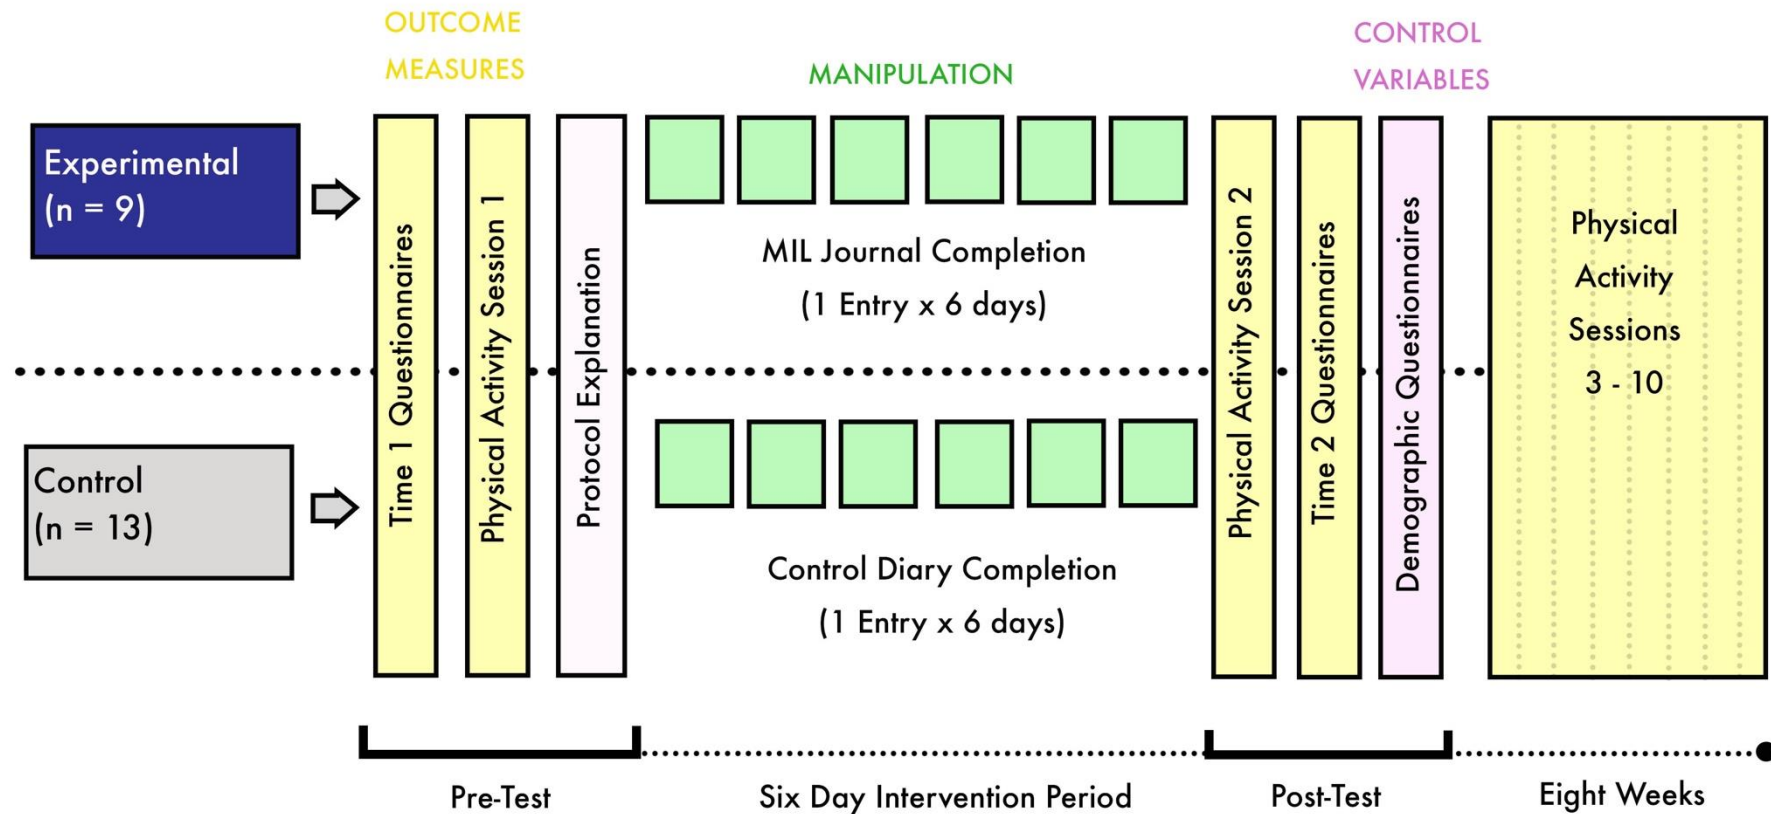 OUTCOME
MEASURES
MANIPULATION
CONTROL
VARIABLES
Experimental
(n = 9)
Control
(n = 13)
Time 1 Questionnaires
Physical Activity Session 1
Protocol Explanation
MIL Journal Completion
(1 Entry x 6 days)
Control Diary Completion
(1 Entry x 6 days)
Physical Activity Session 2
Time 2 Questionnaires
Demographic Questionnaires
Physical
Activity
Sessions
3 - 10
Pre-Test
Six Day Intervention Period
Post-Test
Eight Weeks